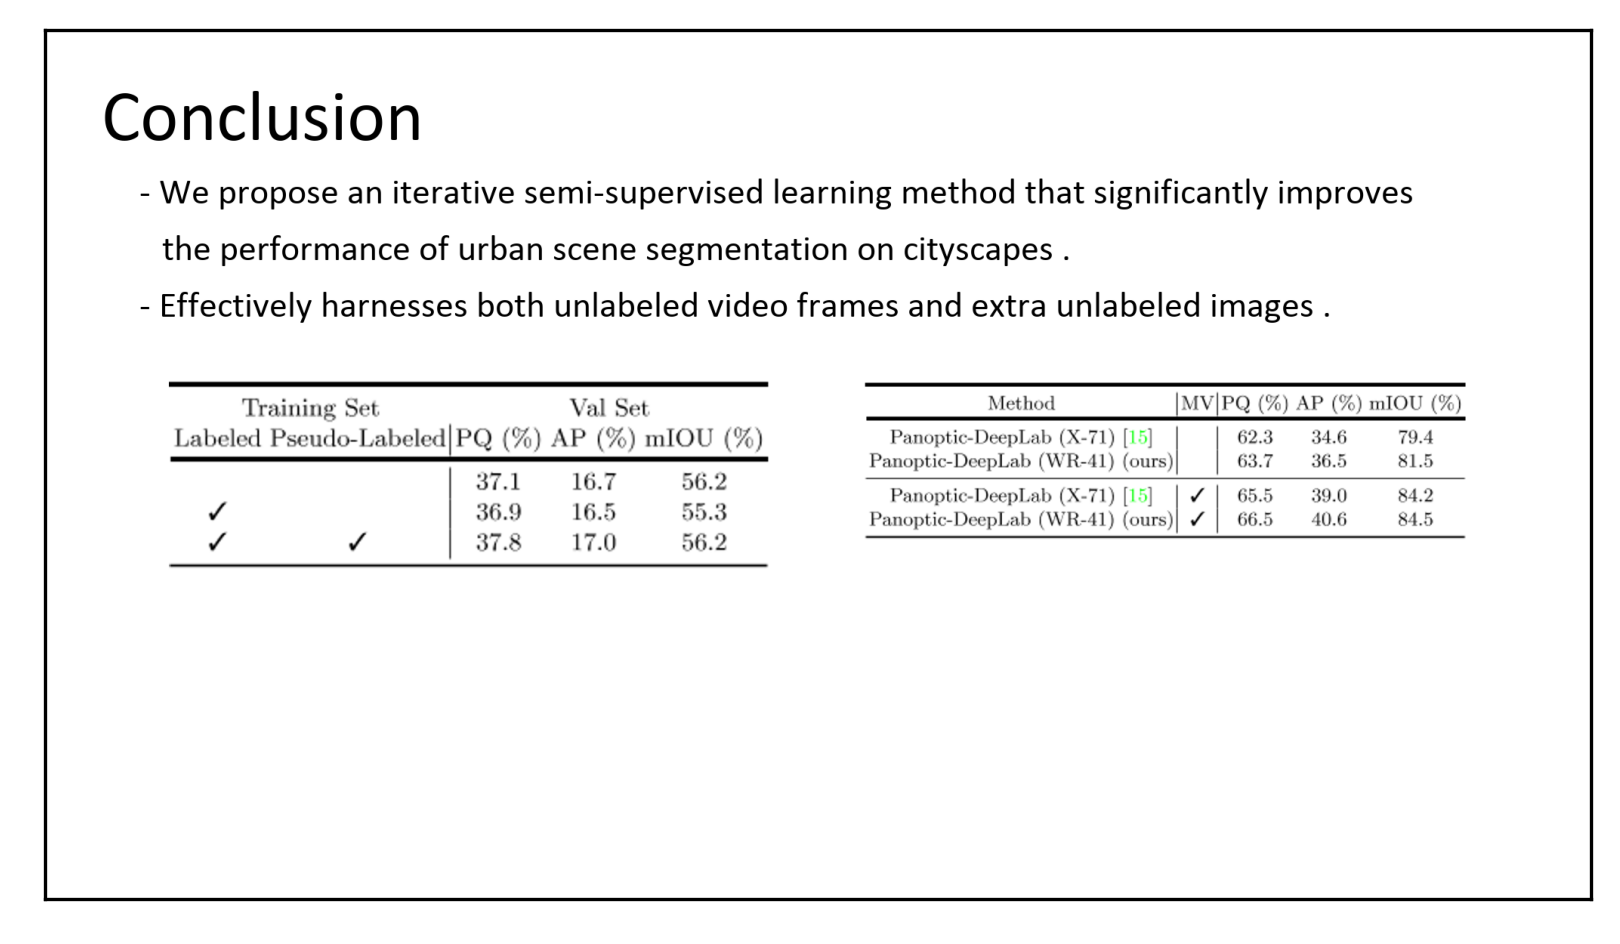 Conclusion
- We propose an iterative semi-supervised learning method that significantly improves
the performance of urban scene segmentation on cityscapes .
- Effectively harnesses both unlabeled video frames and extra unlabeled images .
Training Set Val Set
Labeled Pseudo-Labeled PQ (%) AP (%) mIOU (%)
37.1 16.7 56.2
✓ 36.9 16.5 55.3
✓ ✓ 37.8 17.0 56.2
Method MV PQ (%) AP (%) mIOU (%)
Panoptic-DeepLab (X-71) [15] 62.3 34.6 79.4
Panoptic-DeepLab (WR-41) (ours) 63.7 36.5 81.5
Panoptic-DeepLab (X-71) [15] ✓ 65.5 39.0 84.2
Panoptic-DeepLab (WR-41) (ours) ✓ 66.5 40.6 84.5